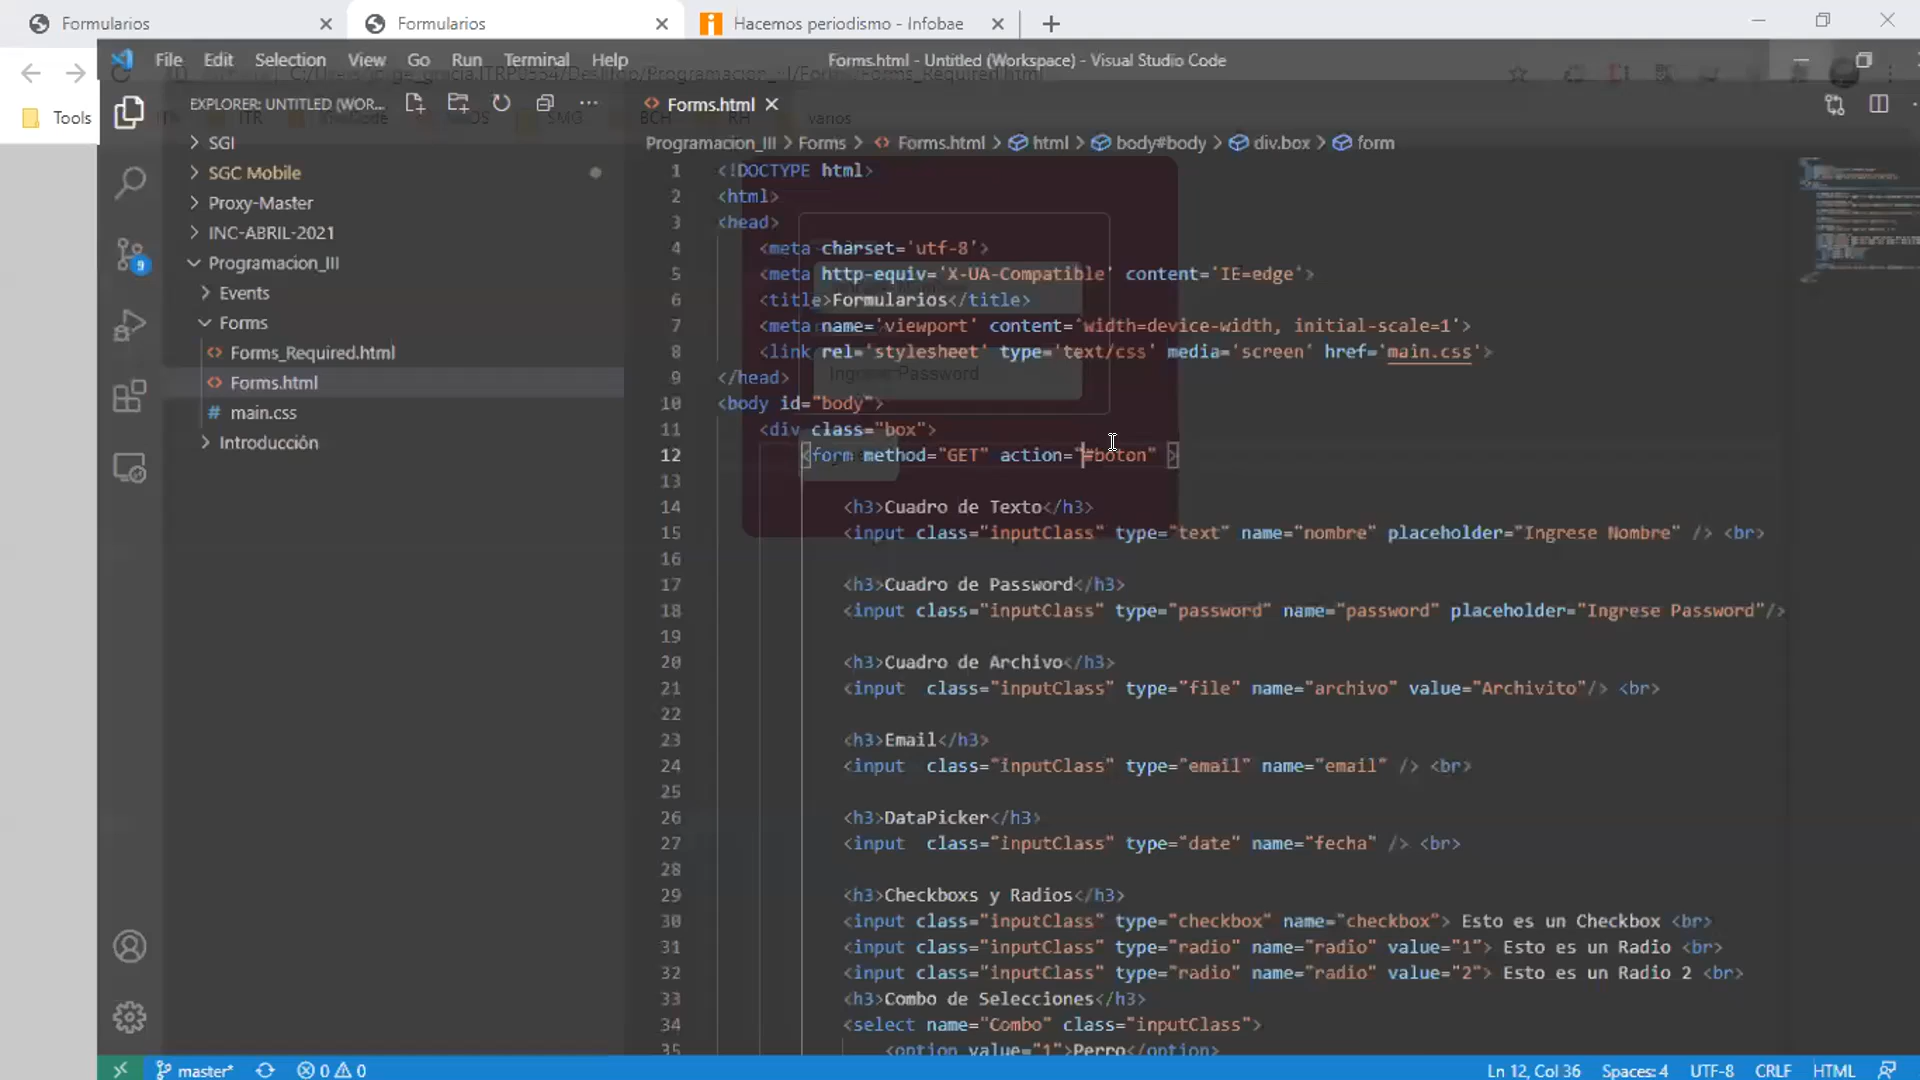 Formularios
Formularios
Hacemos periodismo - Infobae
File Edit Selection View Go Run Terminal Help
Forms.html - Untitled (Workspace) - Visual Studio Code
Tools
SMG
BCH
RH
varios
EXPLORER: UNTITLED (WOR...
SGI
SGC Mobile
Proxy-Master
INC-ABRIL-2021
Programacion_III
Events
Forms
Forms_Required.html
Forms.html
main.css
Introducción
9
Forms.html
Programacion_III > Forms > Forms.html > html > body#body > div.box > form
1 <!DOCTYPE html>
2 <html>
3 <head>
4 <meta charset='utf-8'>
5 <meta http-equiv='X-UA-Compatible' content='IE=edge'>
6 <title>Formularios</title>
7 <meta name='viewport' content='width=device-width, initial-scale=1'>
8 <link rel='stylesheet' type='text/css' media='screen' href='main.css'>
9 </head>
Ingrese Password
10 <body id="body">
11 <div class="box">
12 <form method="GET" action="#boton" >
13
14 <h3>Cuadro de Texto</h3>
15 <input class="inputClass" type="text" name="nombre" placeholder="Ingrese Nombre" /> <br>
16
17 <h3>Cuadro de Password</h3>
18 <input class="inputClass" type="password" name="password" placeholder="Ingrese Password"/>
19
20 <h3>Cuadro de Archivo</h3>
21 <input  class="inputClass" type="file" name="archivo" value="Archivito"/> <br>
22
23 <h3>Email</h3>
24 <input  class="inputClass" type="email" name="email" /> <br>
25
26 <h3>DataPicker</h3>
27 <input  class="inputClass" type="date" name="fecha" /> <br>
28
29 <h3>Checkboxs y Radios</h3>
30 <input class="inputClass" type="checkbox" name="checkbox"> Esto es un Checkbox <br>
31 <input class="inputClass" type="radio" name="radio" value="1"> Esto es un Radio <br>
32 <input class="inputClass" type="radio" name="radio" value="2"> Esto es un Radio 2 <br>
33 <h3>Combo de Selecciones</h3>
34 <select name="Combo" class="inputClass">
35 <option value="1">Perro</option>
master* 0 0
Ln 12, Col 36 Spaces: 4 UTF-8 CRLF HTML